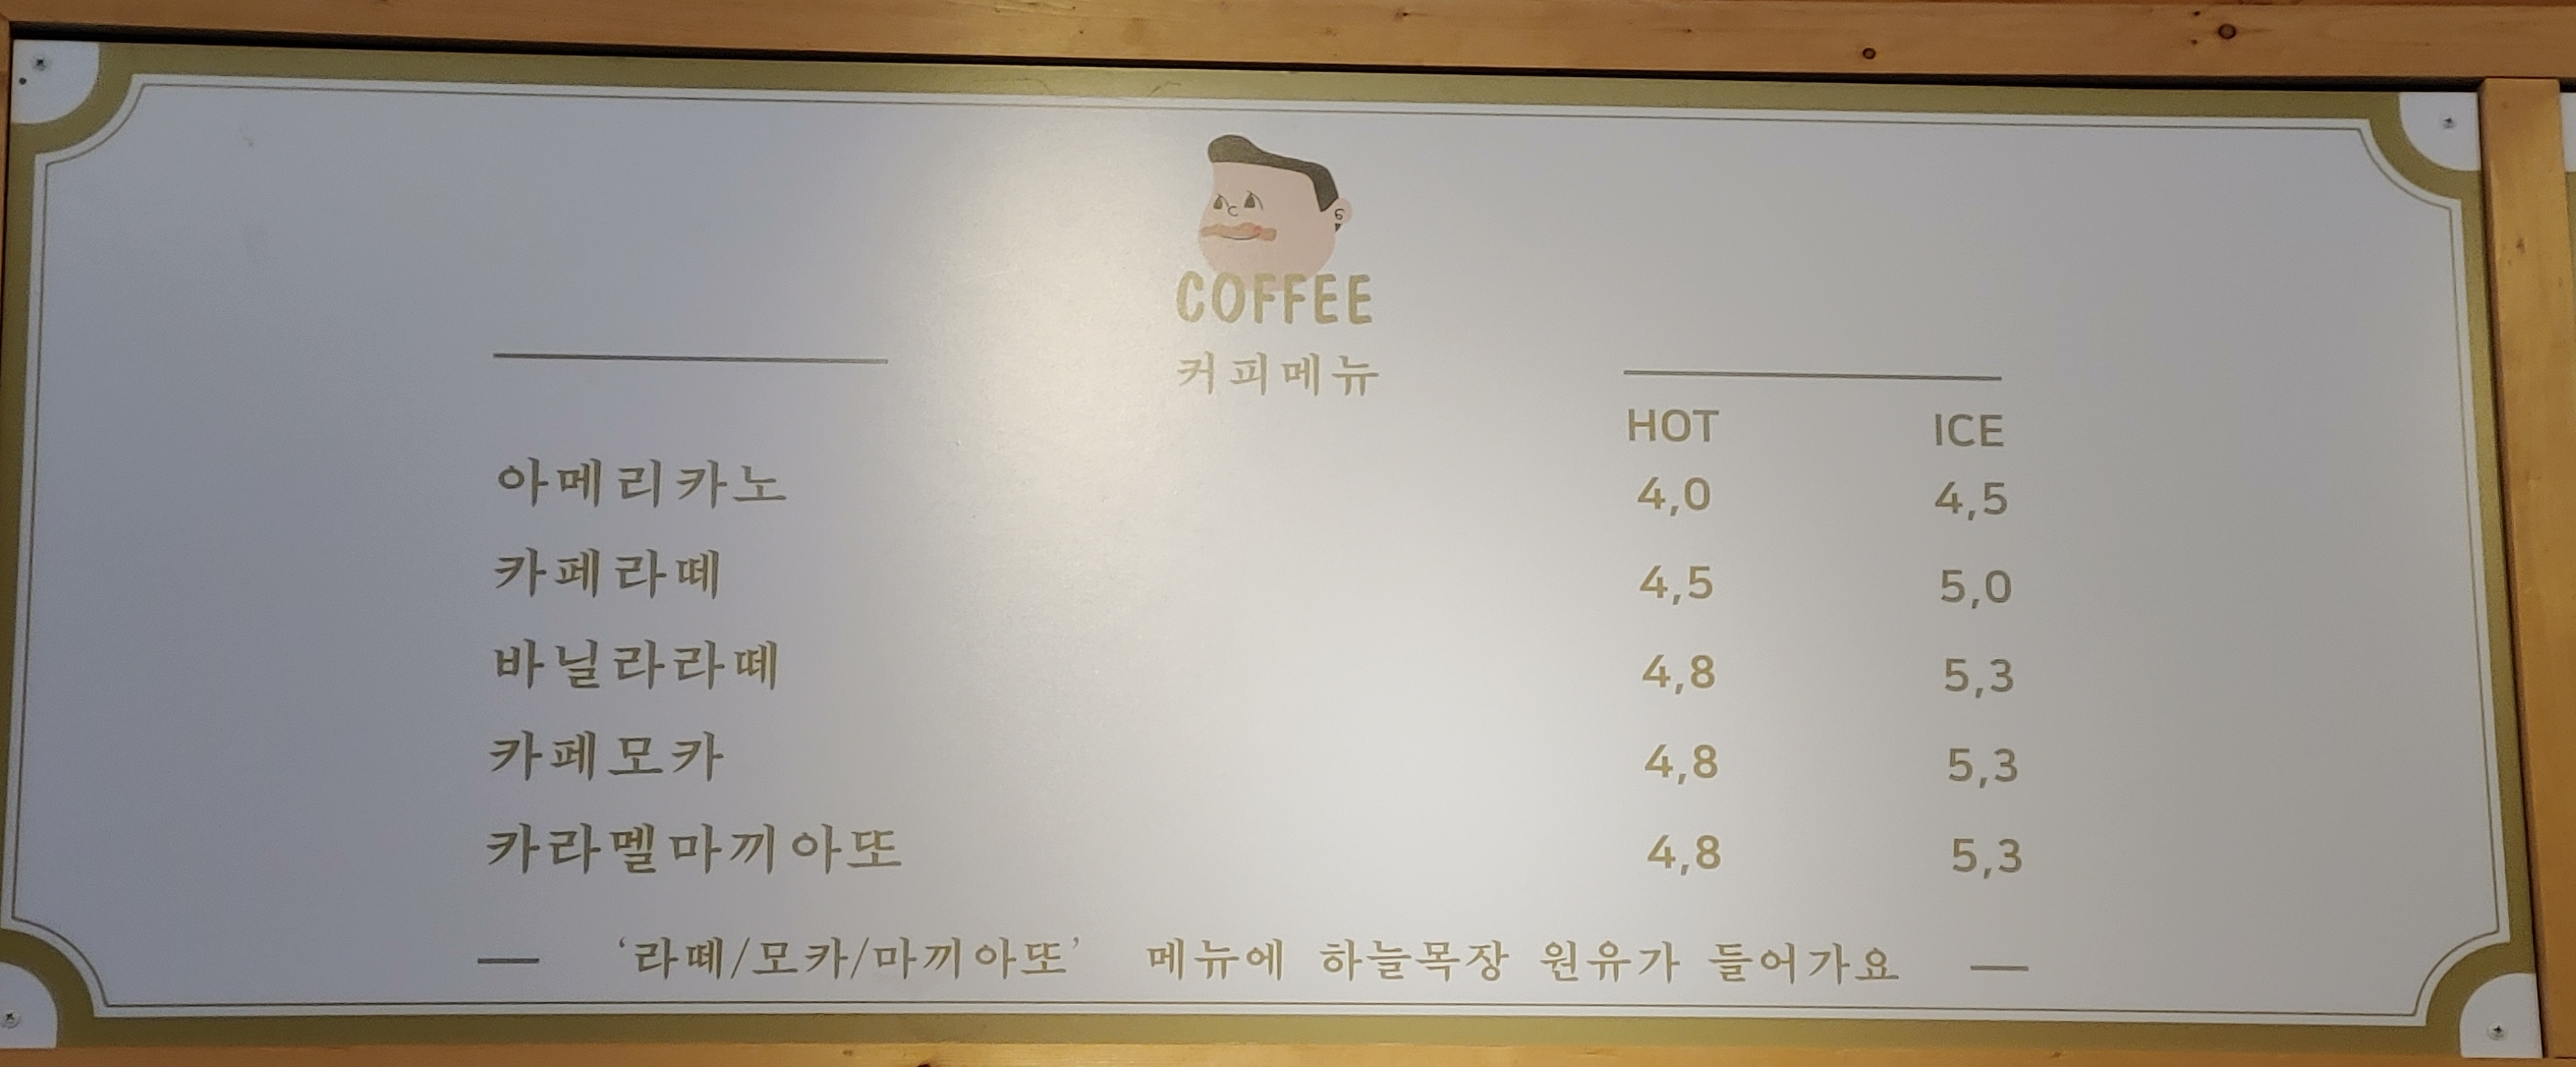 COFFEE
커피메뉴
HOT ICE
아메리카노 4,0 4,5
카페라떼 4,5 5,0
바닐라라떼 4,8 5,3
카페모카 4,8 5,3
카라멜마끼아또 4,8 5,3
— ‘라떼/모카/마끼아또’ 메뉴에 하늘목장 원유가 들어가요 —